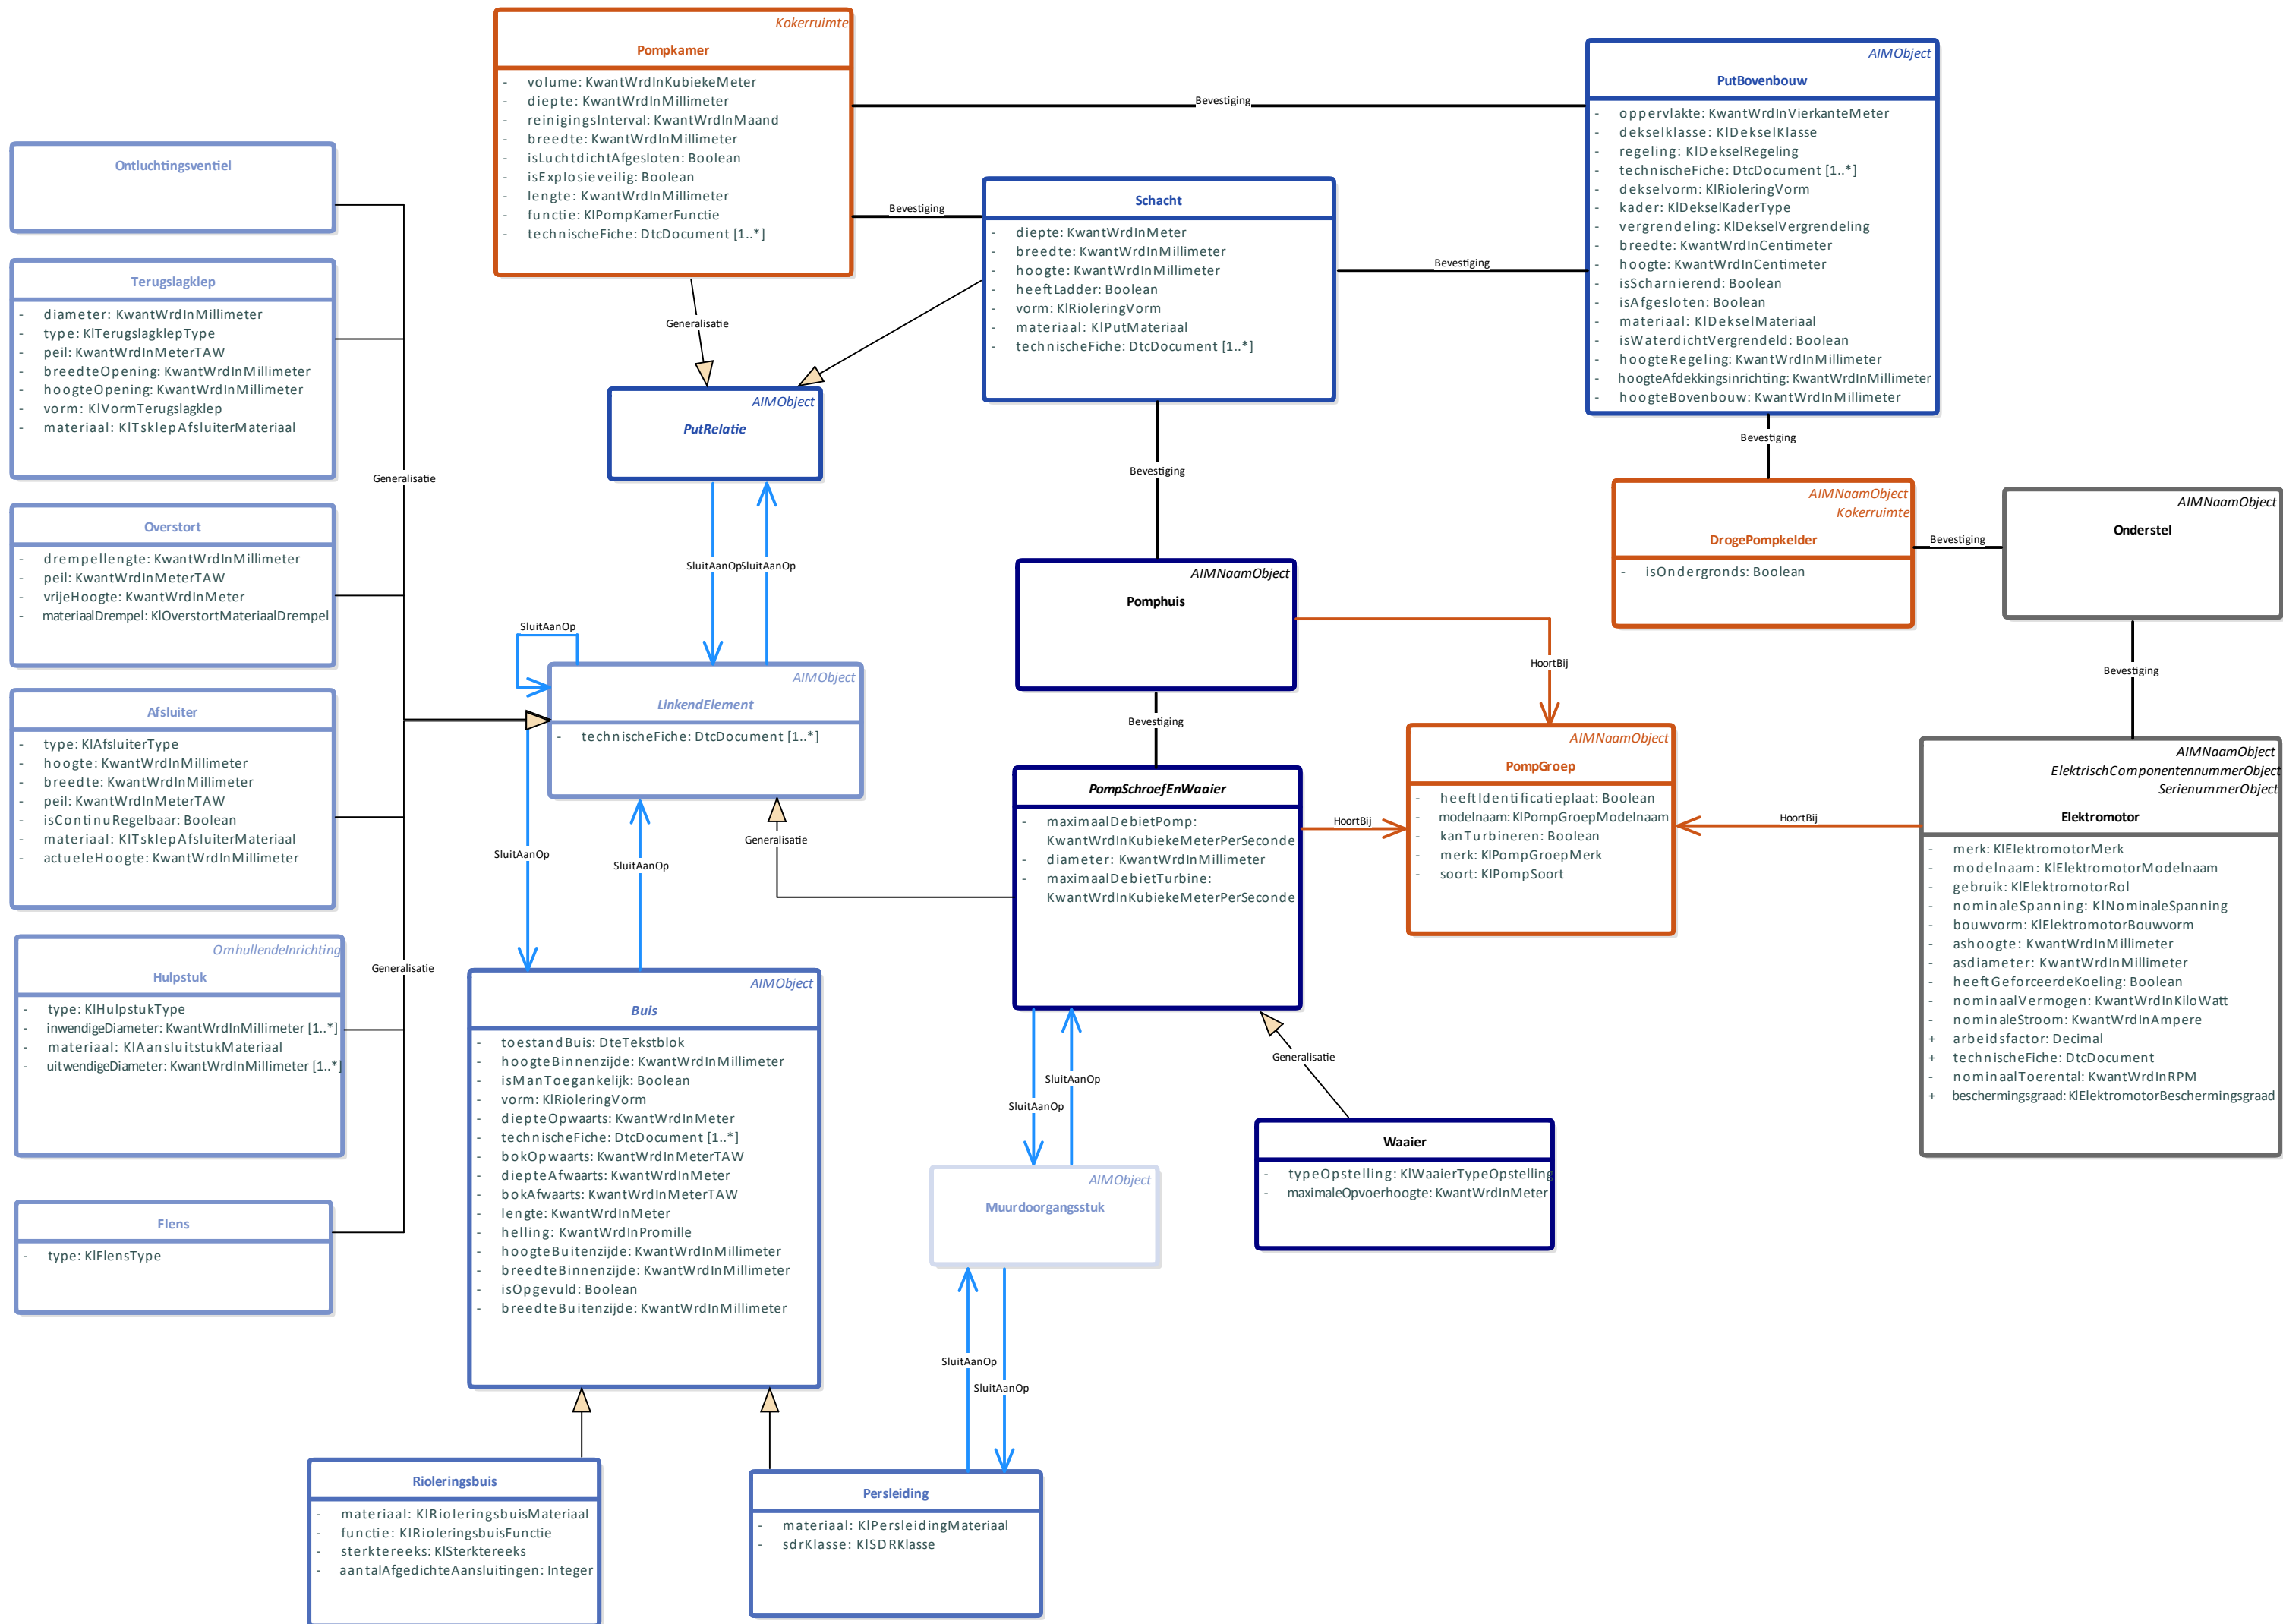 Kokerruimte
Pompkamer
- volume: KwantWrdInKubiekeMeter
- diepte: KwantWrdInMillimeter
- reinigingsInterval: KwantWrdInMaand
- breedte: KwantWrdInMillimeter
- isLuchtdichtAfgesloten: Boolean
- isExplosieveilig: Boolean
- lengte: KwantWrdInMillimeter
- functie: KlPompKamerFunctie
- technischeFiche: DtcDocument [1..*]
AIMObject
PutBovenbouw
- oppervlakte: KwantWrdInVierkanteMeter
- dekselklasse: KlDekselKlasse
- regeling: KlDekselRegeling
- technischeFiche: DtcDocument [1..*]
- dekselvorm: KlRioleringVorm
- kader: KlDekselKaderType
- vergrendeling: KlDekselVergrendeling
- breedte: KwantWrdInCentimeter
- hoogte: KwantWrdInCentimeter
- isScharnierend: Boolean
- isAfgesloten: Boolean
- materiaal: KlDekselMateriaal
- isWaterdichtVergrendeld: Boolean
- hoogteRegeling: KwantWrdInMillimeter
- hoogteAfdekkingsinrichting: KwantWrdInMillimeter
- hoogteBovenbouw: KwantWrdInMillimeter
Bevestiging
Bevestiging
Bevestiging
Schacht
- diepte: KwantWrdInMeter
- breedte: KwantWrdInMillimeter
- hoogte: KwantWrdInMillimeter
- heeftLadder: Boolean
- vorm: KlRioleringVorm
- materiaal: KlPutMateriaal
- technischeFiche: DtcDocument [1..*]
Ontluchtingsventiel
Terugslagklep
- diameter: KwantWrdInMillimeter
- type: KlTerugslagklepType
- peil: KwantWrdInMeterTAW
- breedteOpening: KwantWrdInMillimeter
- hoogteOpening: KwantWrdInMillimeter
- vorm: KlVormTerugslagklep
- materiaal: KlTsklepAfsluiterMateriaal
Generalisatie
Generalisatie
AIMObject
PutRelatie
Bevestiging
Bevestiging
AIMNaamObject
Kokerruimte
DrogePompkelder
- isOndergronds: Boolean
Bevestiging
AIMNaamObject
Onderstel
Overstort
- drempellengte: KwantWrdInMillimeter
- peil: KwantWrdInMeterTAW
- vrijeHoogte: KwantWrdInMeter
- materiaalDrempel: KlOverstortMateriaalDrempel
SluitAanOp
SluitAanOp
SluitAanOp
AIMNaamObject
Pomphuis
HoortBij
Bevestiging
Bevestiging
AIMObject
LinkendElement
- technischeFiche: DtcDocument [1..*]
Afsluiter
- type: KlAfsluiterType
- hoogte: KwantWrdInMillimeter
- breedte: KwantWrdInMillimeter
- peil: KwantWrdInMeterTAW
- isContinuRegelbaar: Boolean
- materiaal: KlTsklepAfsluiterMateriaal
- actueleHoogte: KwantWrdInMillimeter
SluitAanOp
SluitAanOp
Generalisatie
PompSchroefEnWaaier
- maximaalDebietPomp:
KwantWrdInKubiekeMeterPerSeconde
- diameter: KwantWrdInMillimeter
- maximaalDebietTurbine:
KwantWrdInKubiekeMeterPerSeconde
HoortBij
AIMNaamObject
PompGroep
- heeftIdentificatieplaat: Boolean
- modelnaam: KlPompGroepModelnaam
- kanTurbineren: Boolean
- merk: KlPompGroepMerk
- soort: KlPompSoort
HoortBij
AIMNaamObject
ElektrischComponentennummerObject
SerienummerObject
Elektromotor
- merk: KlElektromotorMerk
- modelnaam: KlElektromotorModelnaam
- gebruik: KlElektromotorRol
- nominaleSpanning: KlNominaleSpanning
- bouwvorm: KlElektromotorBouwvorm
- ashoogte: KwantWrdInMillimeter
- asdiameter: KwantWrdInMillimeter
- heeftGeforceerdeKoeling: Boolean
- nominaalVermogen: KwantWrdInKiloWatt
- nominaleStroom: KwantWrdInAmpere
+ arbeidsfactor: Decimal
+ technischeFiche: DtcDocument
- nominaalToerental: KwantWrdInRPM
+ beschermingsgraad: KlElektromotorBeschermingsgraad
OmhullendeInrichting
Hulpstuk
- type: KlHulpstukType
- inwendigeDiameter: KwantWrdInMillimeter [1..*]
- materiaal: KlAansluitstukMateriaal
- uitwendigeDiameter: KwantWrdInMillimeter [1..*]
Generalisatie
AIMObject
Buis
- toestandBuis: DteTekstblok
- hoogteBinnenzijde: KwantWrdInMillimeter
- isManToegankelijk: Boolean
- vorm: KlRioleringVorm
- diepteOpwaarts: KwantWrdInMeter
- technischeFiche: DtcDocument [1..*]
- bokOpwaarts: KwantWrdInMeterTAW
- diepteAfwaarts: KwantWrdInMeter
- bokAfwaarts: KwantWrdInMeterTAW
- lengte: KwantWrdInMeter
- helling: KwantWrdInPromille
- hoogteBuitenzijde: KwantWrdInMillimeter
- breedteBinnenzijde: KwantWrdInMillimeter
- isOpgevuld: Boolean
- breedteBuitenzijde: KwantWrdInMillimeter
Generalisatie
SluitAanOp
SluitAanOp
Waaier
- typeOpstelling: KlWaaierTypeOpstelling
- maximaleOpvoerhoogte: KwantWrdInMeter
AIMObject
Muurdoorgangsstuk
Flens
- type: KlFlensType
SluitAanOp
SluitAanOp
Rioleringsbuis
- materiaal: KlRioleringsbuisMateriaal
- functie: KlRioleringsbuisFunctie
- sterktereeks: KlSterktereeks
- aantalAfgedichteAansluitingen: Integer
Persleiding
- materiaal: KlPersleidingMateriaal
- sdrKlasse: KlSDRKlasse